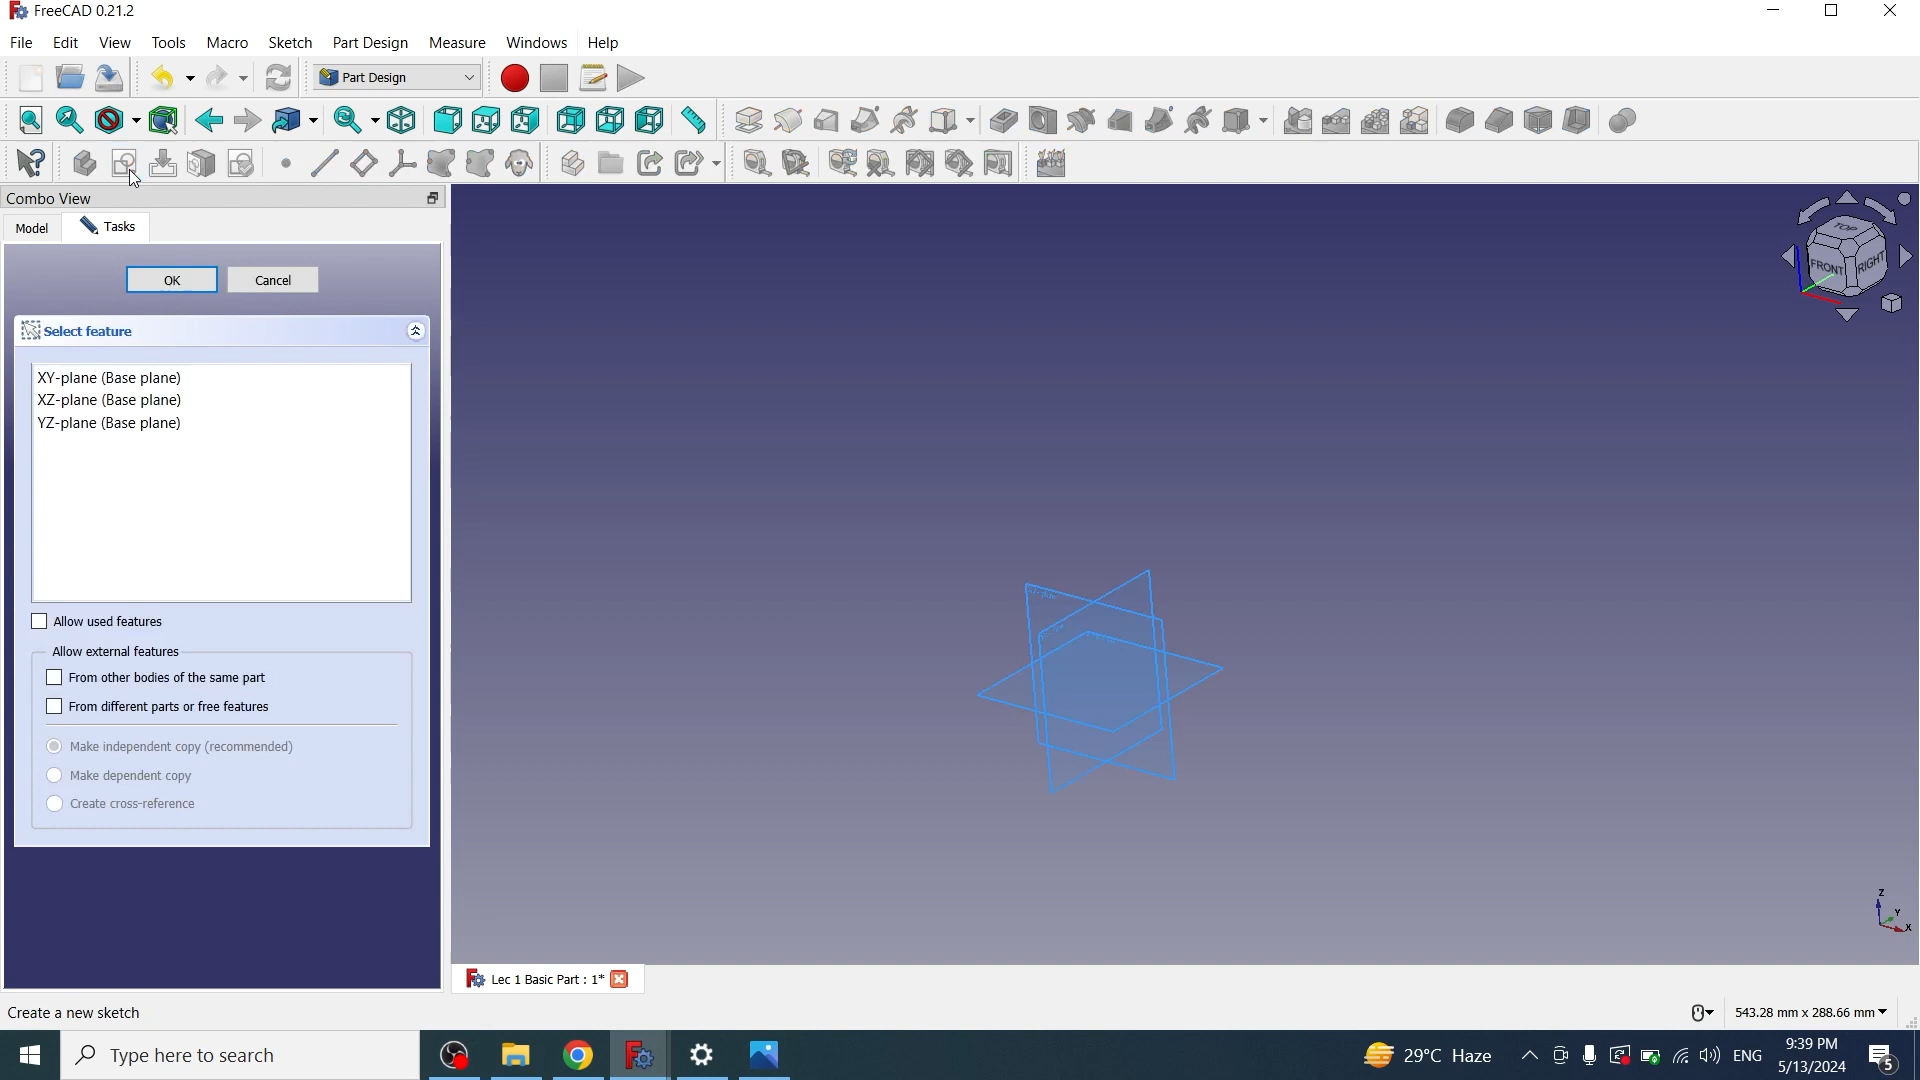 FreeCAD 0.21.2
File Edit View Tools Macro Sketch Part Design Measure Windows Help
Part Design
Combo View
Model Tasks
OK Cancel
Select feature
XY-plane (Base plane)
XZ-plane (Base plane)
YZ-plane (Base plane)
Allow used features
Allow external features
From other bodies of the same part
From different parts or free features
Make independent copy (recommended)
Make dependent copy
Create cross-reference
TOP
FRONT RIGHT
Z
Y
X
Lec 1 Basic Part : 1*
Create a new sketch 543.28 mm x 288.66 mm
Type here to search 29°C Haze ENG 9:39 PM
5/13/2024 5